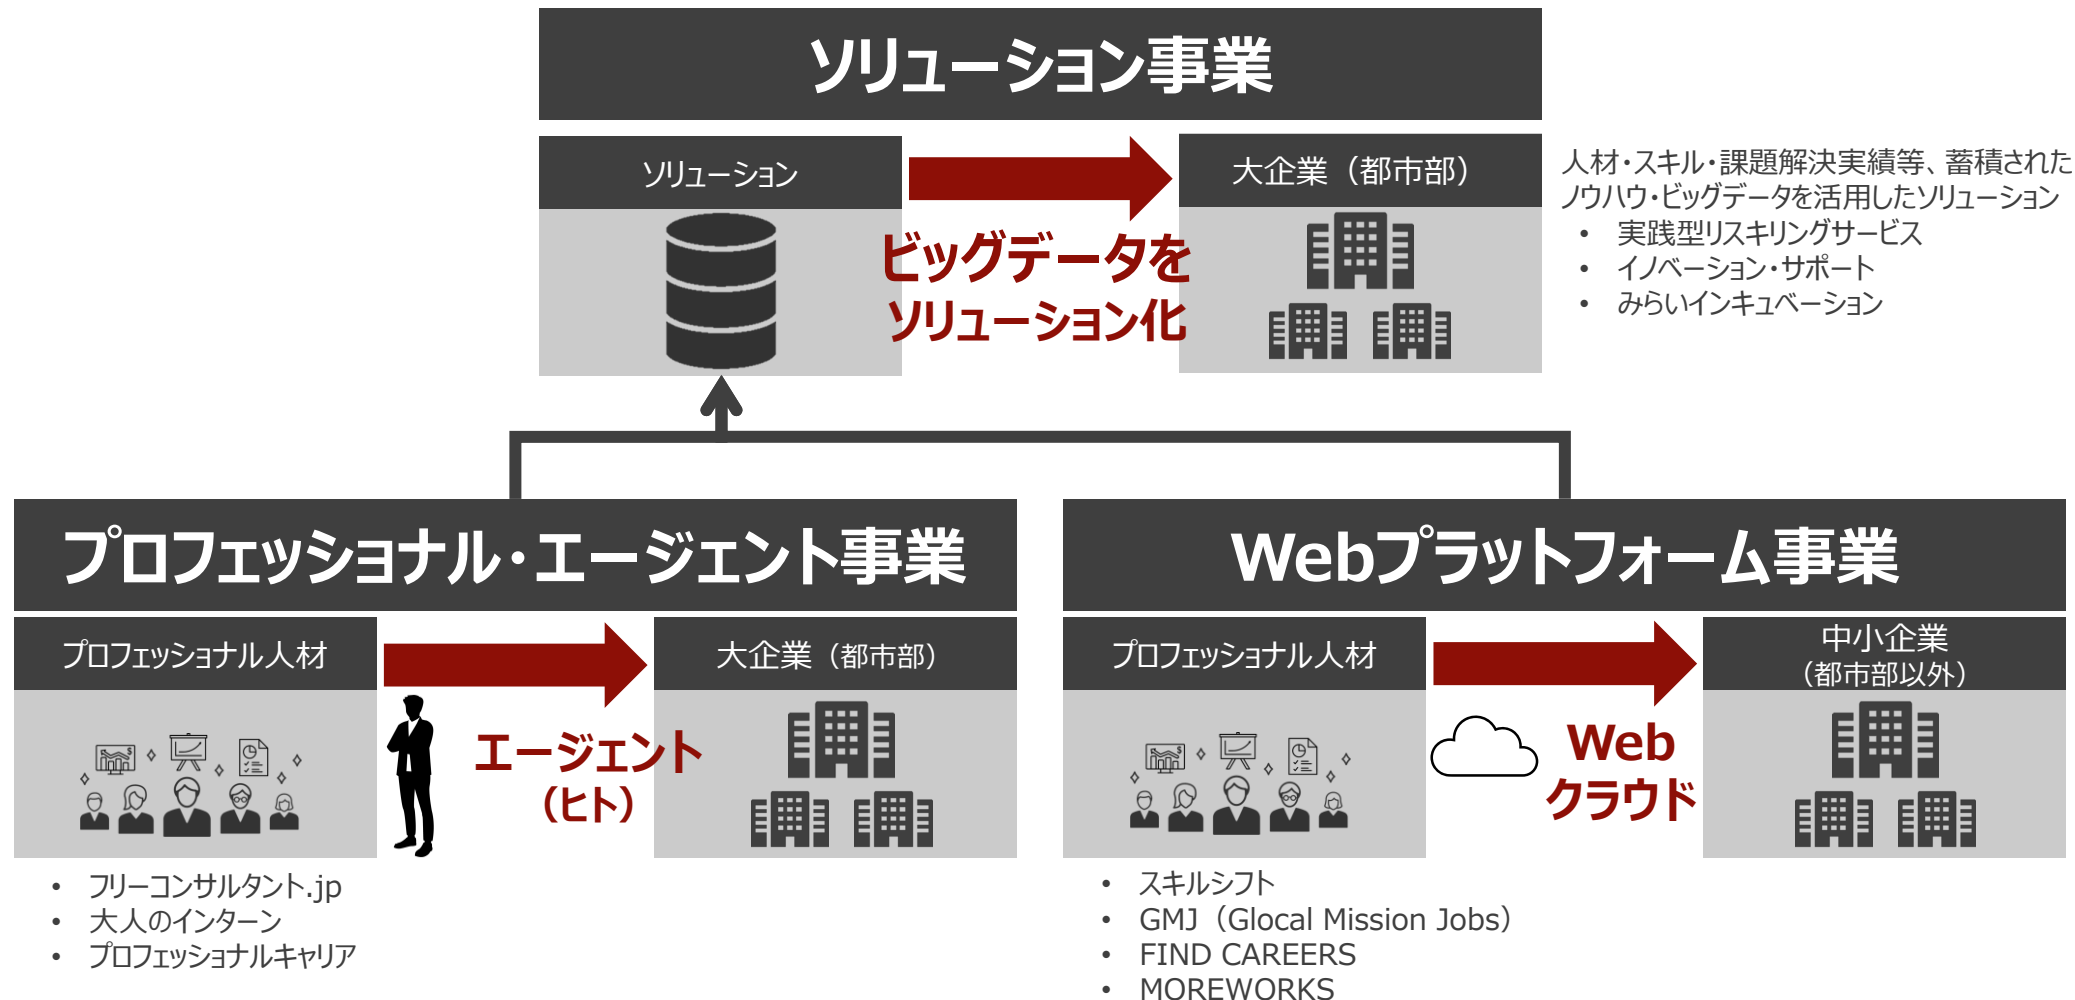 ソリューション事業
ソリューション
大企業（都市部）
ビッグデータを
ソリューション化
人材・スキル・課題解決実績等、蓄積された
ノウハウ・ビッグデータを活用したソリューション
• 実践型リスキリングサービス
• イノベーション・サポート
• みらいインキュベーション
プロフェッショナル・エージェント事業
プロフェッショナル人材
大企業（都市部）
エージェント
（ヒト）
• フリーコンサルタント.jp
• 大人のインターン
• プロフェッショナルキャリア
Webプラットフォーム事業
プロフェッショナル人材
中小企業
（都市部以外）
Web
クラウド
• スキルシフト
• GMJ（Glocal Mission Jobs）
• FIND CAREERS
• MOREWORKS